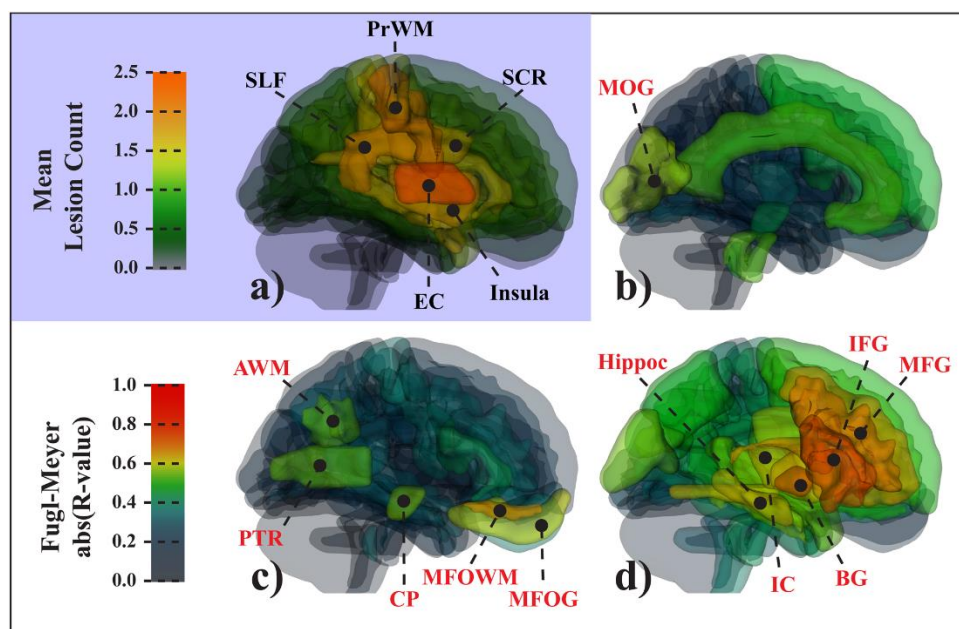 Mean
Lesion Count
2.5
2.0
1.5
1.0
0.5
0.0
PrWM
SLF
SCR
a)
EC
Insula
MOG
b)
Fugl-Meyer
abs(R-value)
1.0
0.8
0.6
0.4
0.2
0.0
AWM
PTR
c)
CP
MFOWM
MFOG
Hippoc
IFG
MFG
d)
IC
BG